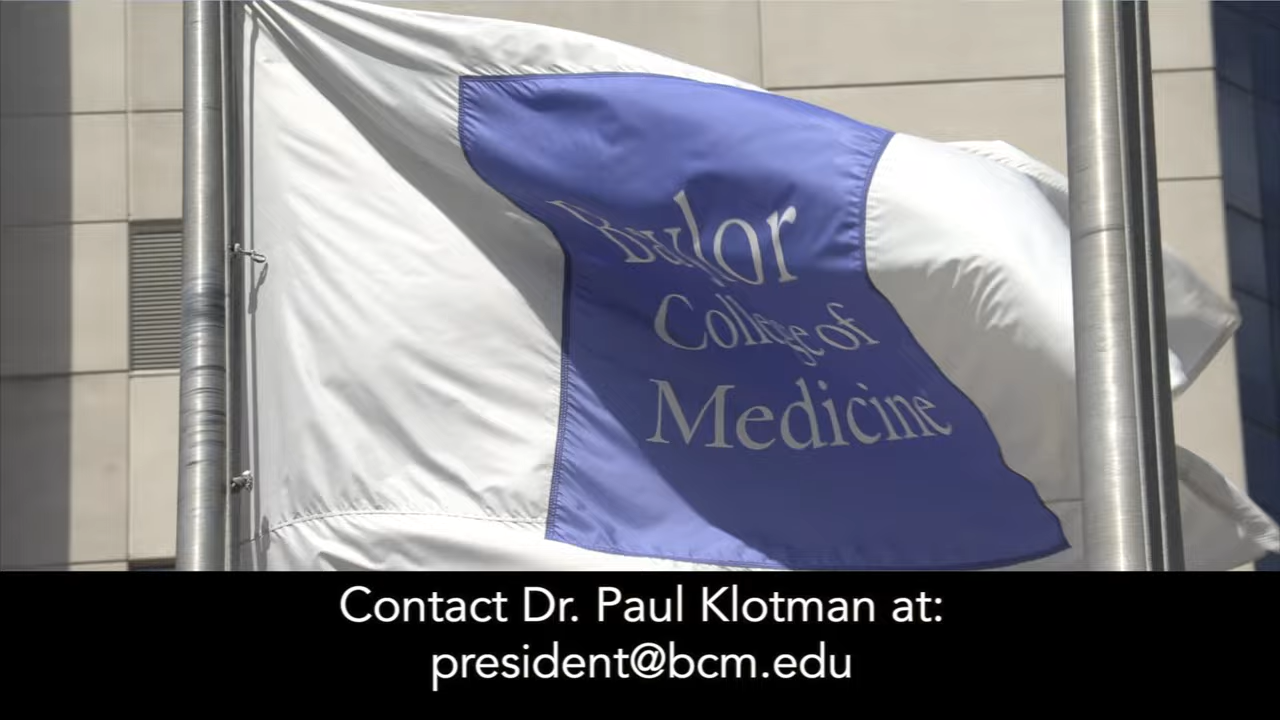 Baylor
College of
Medicine
Contact Dr. Paul Klotman at:
president@bcm.edu